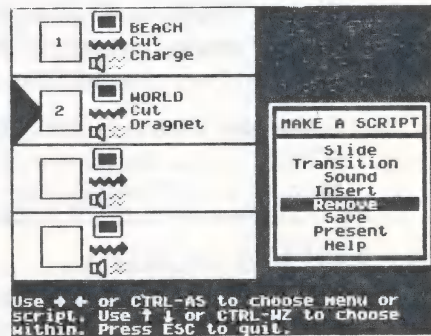 1
BEACH
Cut
Charge
2
WORLD
Cut
Dragnet
MAKE A SCRIPT
Slide
Transition
Sound
Insert
Remove
Save
Present
Help
Use → ← or CTRL-AS to choose menu or
script. Use ↑ ↓ or CTRL-WZ to choose
within. Press ESC to quit.